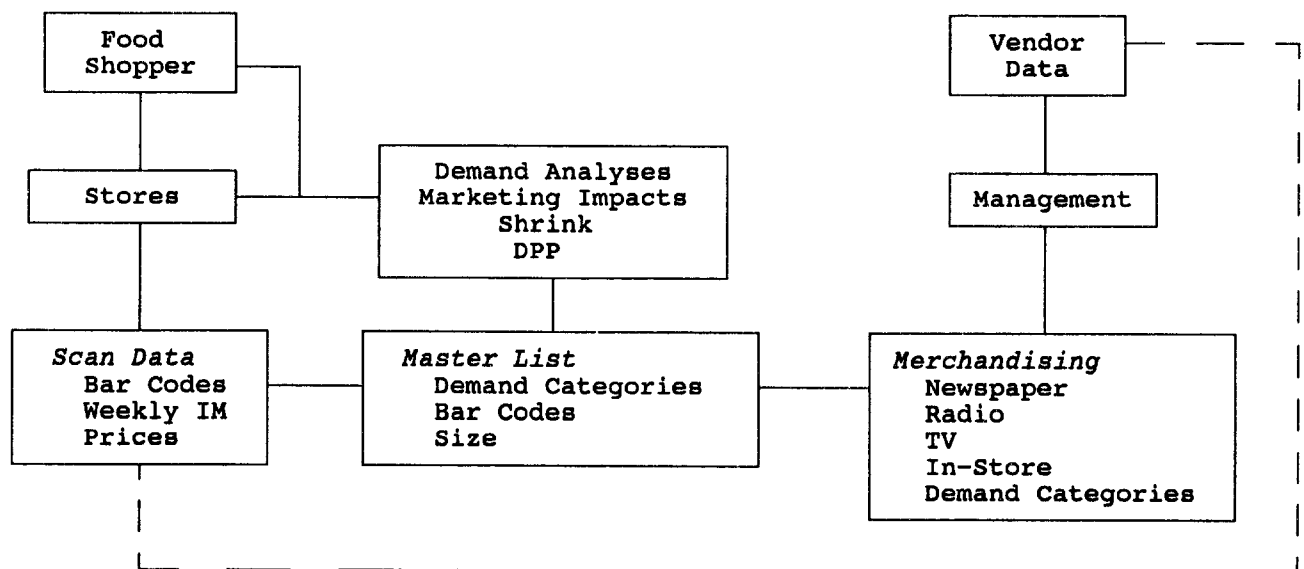 Food
Shopper
Vendor
Data
Demand Analyses
Marketing Impacts
Shrink
DPP
Stores
Management
Scan Data
Bar Codes
Weekly IM
Prices
Master List
Demand Categories
Bar Codes
Size
Merchandising
Newspaper
Radio
TV
In-Store
Demand Categories